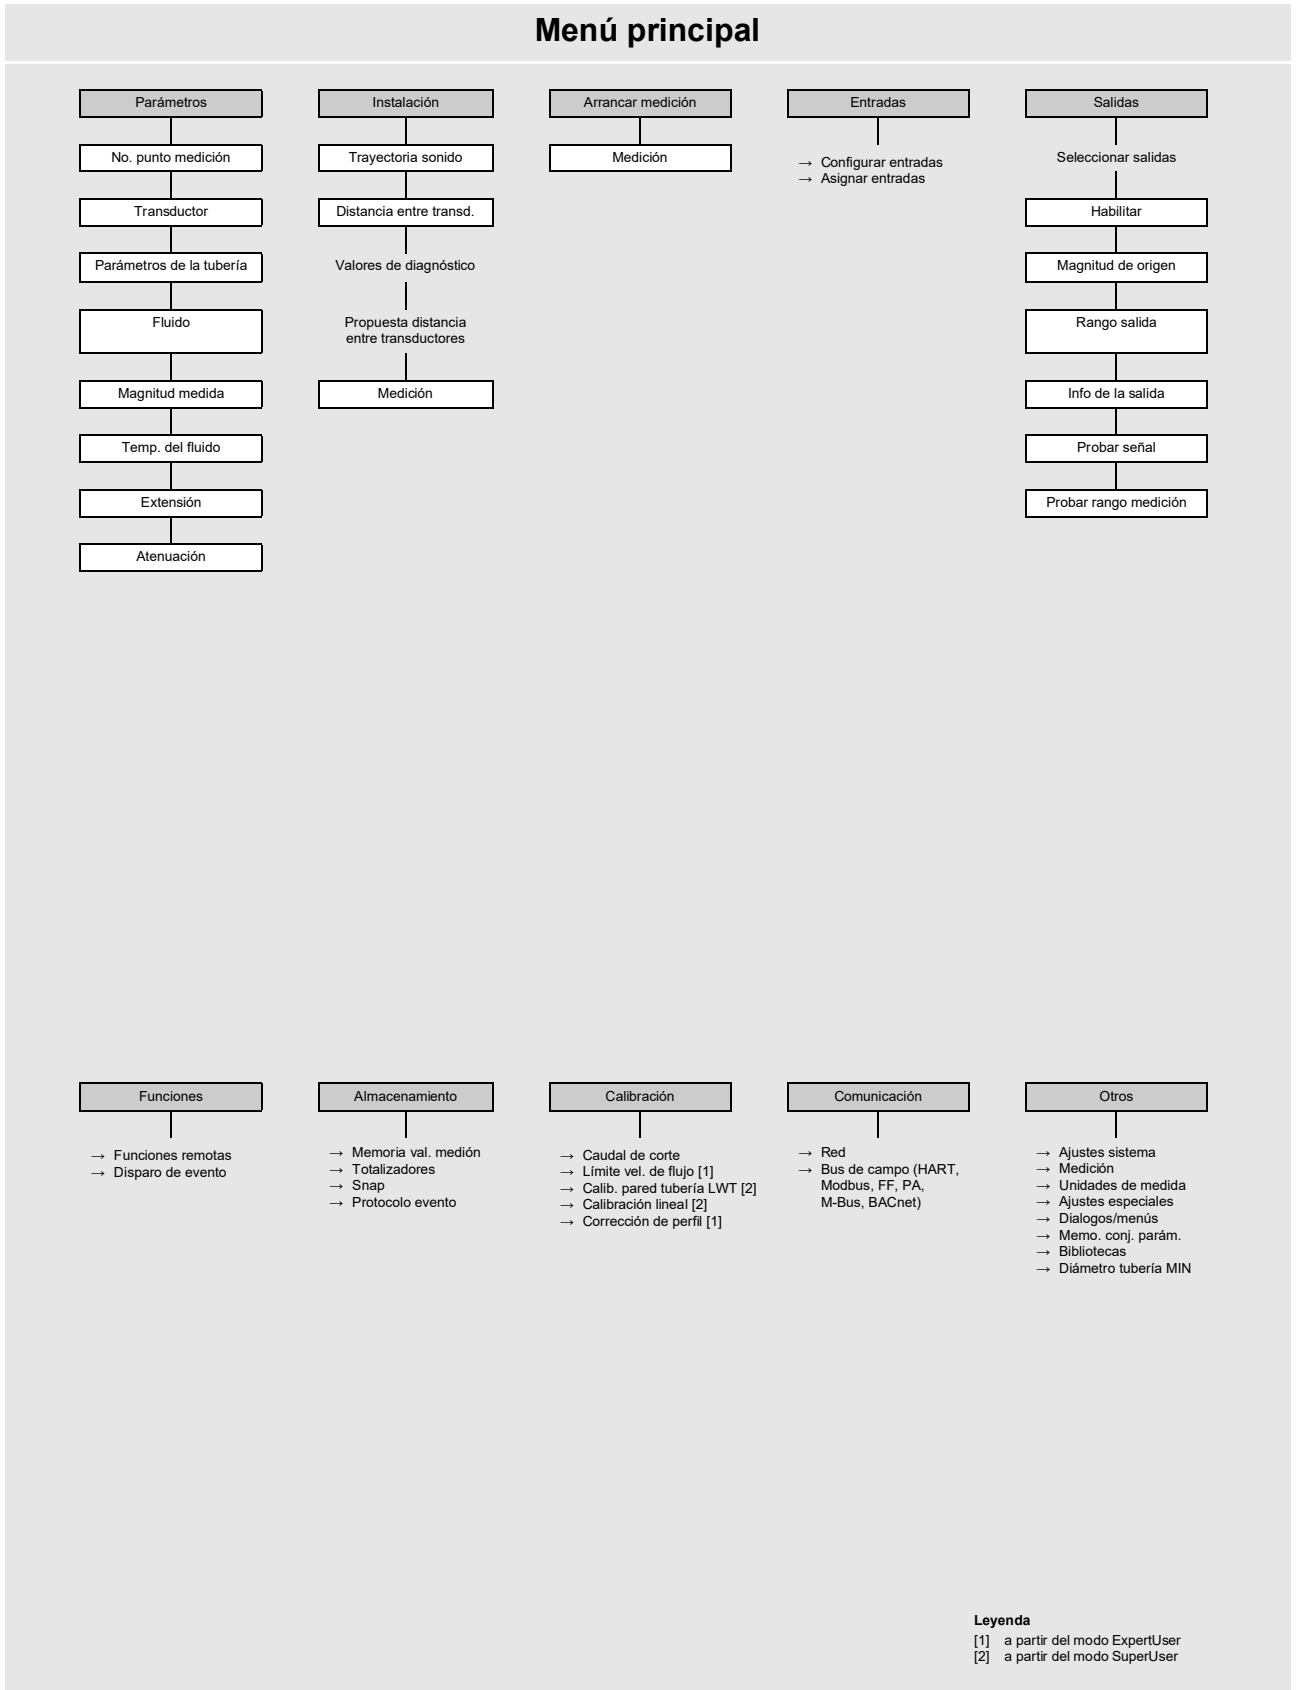 Menú principal
Parámetros
No. punto medición
Transductor
Parámetros de la tubería
Fluido
Magnitud medida
Temp. del fluido
Extensión
Atenuación
Instalación
Trayectoria sonido
Distancia entre transd.
Valores de diagnóstico
Propuesta distancia
entre transductores
Medición
Arrancar medición
Medición
Entradas
→ Configurar entradas
→ Asignar entradas
Salidas
Seleccionar salidas
Habilitar
Magnitud de origen
Rango salida
Info de la salida
Probar señal
Probar rango medición
Funciones
→ Funciones remotas
→ Disparo de evento
Almacenamiento
→ Memoria val. medión
→ Totalizadores
→ Snap
→ Protocolo evento
Calibración
→ Caudal de corte
→ Límite vel. de flujo [1]
→ Calib. pared tubería LWT [2]
→ Calibración lineal [2]
→ Corrección de perfil [1]
Comunicación
→ Red
→ Bus de campo (HART,
Modbus, FF, PA,
M-Bus, BACnet)
Otros
→ Ajustes sistema
→ Medición
→ Unidades de medida
→ Ajustes especiales
→ Dialogos/menús
→ Memo. conj. parám.
→ Bibliotecas
→ Diámetro tubería MIN
Leyenda
[1] a partir del modo ExpertUser
[2] a partir del modo SuperUser